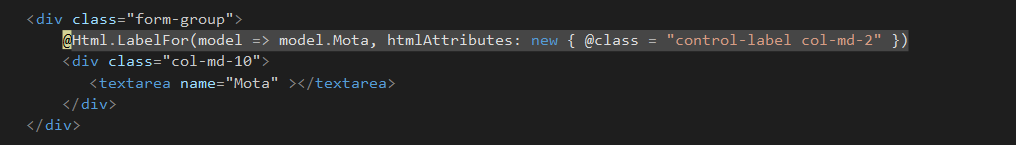 <div class="form-group">
@Html.LabelFor(model => model.Mota, htmlAttributes: new { @class = "control-label col-md-2" })
<div class="col-md-10">
<textarea name="Mota" ></textarea>
</div>
</div>